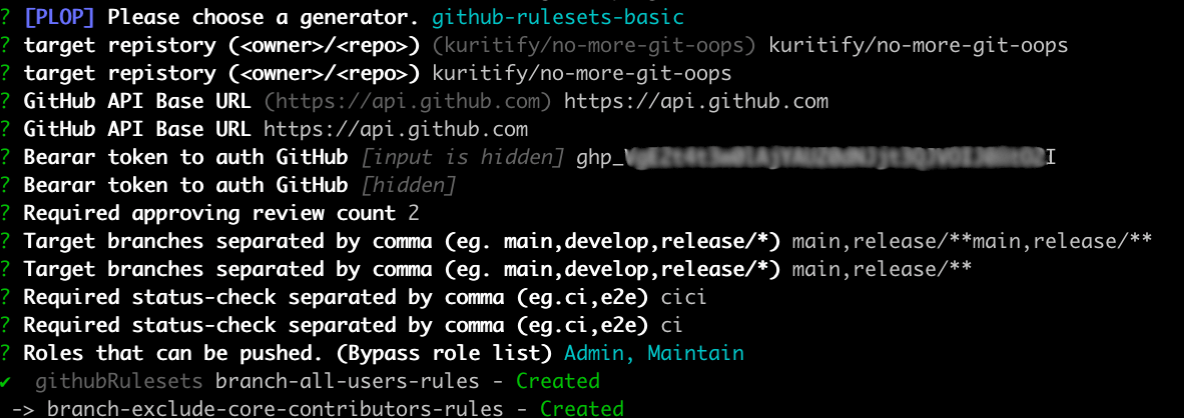 ? [PLOP] Please choose a generator. github-rulesets-basic
? target repistory (<owner>/<repo>) (kuritify/no-more-git-oops) kuritify/no-more-git-oops
? target repistory (<owner>/<repo>) kuritify/no-more-git-oops
? GitHub API Base URL (https://api.github.com) https://api.github.com
? GitHub API Base URL https://api.github.com
? Bearar token to auth GitHub [input is hidden] ghp_
? Bearar token to auth GitHub [hidden]
? Required approving review count 2
? Target branches separated by comma (eg. main,develop,release/*) main,release/**main,release/**
? Target branches separated by comma (eg. main,develop,release/*) main,release/**
? Required status-check separated by comma (eg.ci,e2e) cici
? Required status-check separated by comma (eg.ci,e2e) ci
? Roles that can be pushed. (Bypass role list) Admin, Maintain
✔ githubRulesets branch-all-users-rules - Created
-> branch-exclude-core-contributors-rules - Created